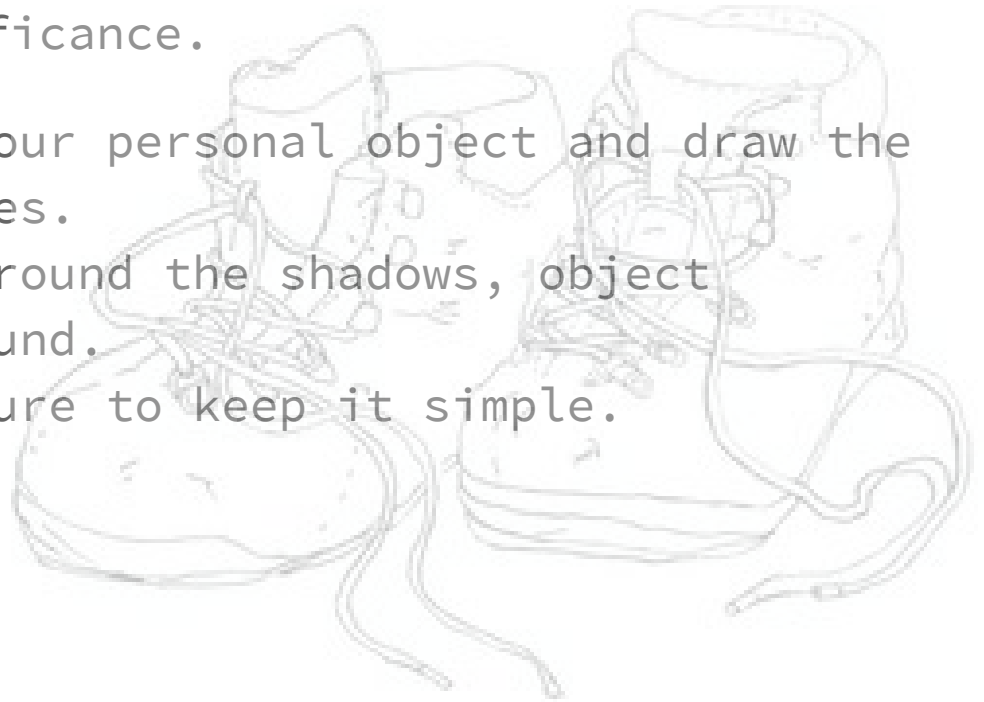 ficance.
our personal object and draw the
es.
round the shadows, object
und.
ure to keep it simple.